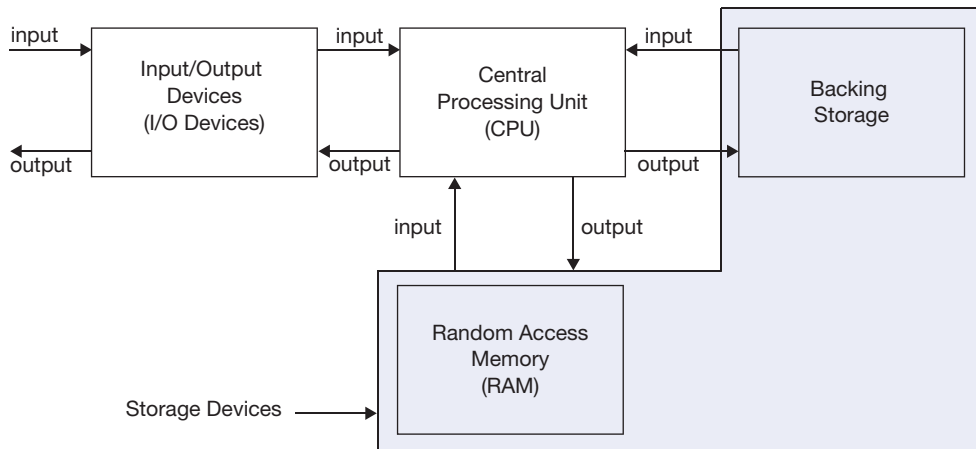 input
input
input
Input/Output
Devices
(I/O Devices)
Central
Processing Unit
(CPU)
Backing
Storage
output
output
output
input
output
Random Access
Memory
(RAM)
Storage Devices